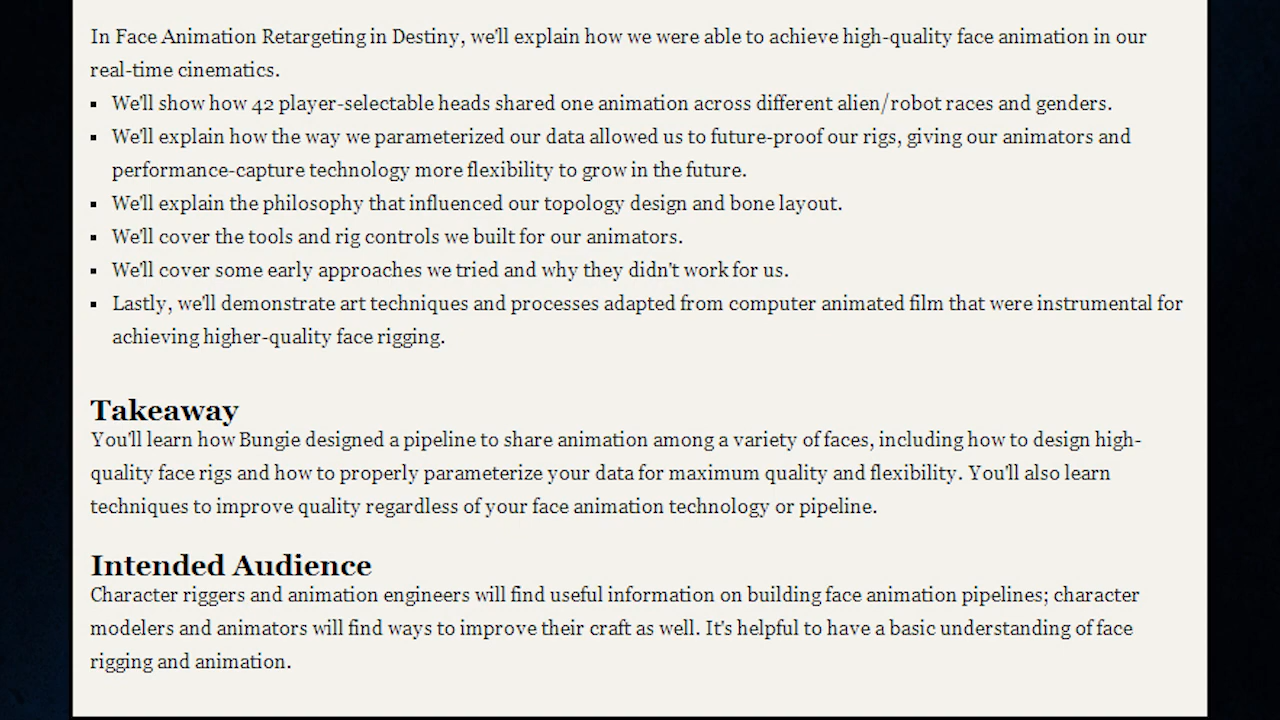 In Face Animation Retargeting in Destiny, we'll explain how we were able to achieve high-quality face animation in our
real-time cinematics.
▪ We'll show how 42 player-selectable heads shared one animation across different alien/robot races and genders.
▪ We'll explain how the way we parameterized our data allowed us to future-proof our rigs, giving our animators and
performance-capture technology more flexibility to grow in the future.
▪ We'll explain the philosophy that influenced our topology design and bone layout.
▪ We'll cover the tools and rig controls we built for our animators.
▪ We'll cover some early approaches we tried and why they didn't work for us.
▪ Lastly, we'll demonstrate art techniques and processes adapted from computer animated film that were instrumental for
achieving higher-quality face rigging.
Takeaway
You'll learn how Bungie designed a pipeline to share animation among a variety of faces, including how to design high-
quality face rigs and how to properly parameterize your data for maximum quality and flexibility. You'll also learn
techniques to improve quality regardless of your face animation technology or pipeline.
Intended Audience
Character riggers and animation engineers will find useful information on building face animation pipelines; character
modelers and animators will find ways to improve their craft as well. It's helpful to have a basic understanding of face
rigging and animation.